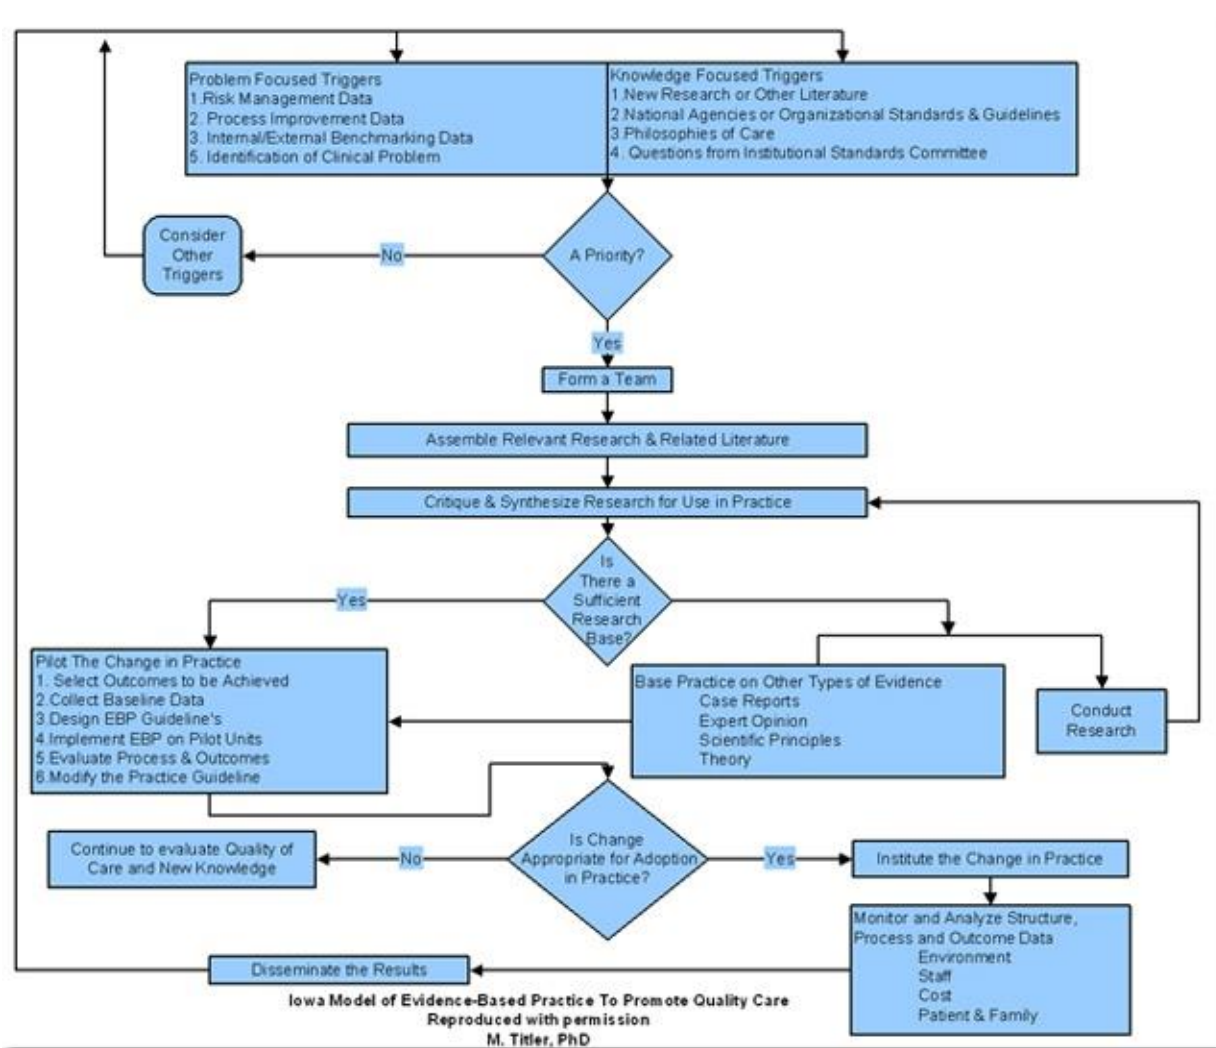 Problem Focused Triggers
1.Risk Management Data
2. Process Improvement Data
3. Internal/External Benchmarking Data
5. Identification of Clinical Problem
Knowledge Focused Triggers
1.New Research or Other Literature
2.National Agencies or Organizational Standards & Guidelines
3.Philosophies of Care
4. Questions from Institutional Standards Committee
A Priority?
No
Consider
Other
Triggers
Yes
Form a Team
Assemble Relevant Research & Related Literature
Critique & Synthesize Research for Use in Practice
Is
There a
Sufficient
Research
Base?
Yes
Pilot The Change in Practice
1. Select Outcomes to be Achieved
2.Collect Baseline Data
3.Design EBP Guideline's
4.Implement EBP on Pilot Units
5.Evaluate Process & Outcomes
6.Modify the Practice Guideline
Base Practice on Other Types of Evidence
Case Reports
Expert Opinion
Scientific Principles
Theory
Conduct
Research
Is Change
Appropriate for Adoption
in Practice?
No
Continue to evaluate Quality of
Care and New Knowledge
Yes
Institute the Change in Practice
Monitor and Analyze Structure,
Process and Outcome Data
Environment
Staff
Cost
Patient & Family
Disseminate the Results
Iowa Model of Evidence-Based Practice To Promote Quality Care
Reproduced with permission
M. Titler, PhD